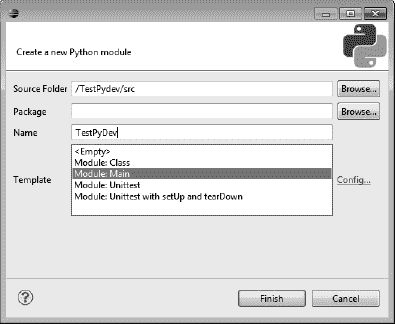 Create a new Python module
Source Folder /TestPydev/src Browse...
Package Browse...
Name TestPyDev
Template
<Empty>
Module: Class
Module: Main
Module: Unittest
Module: Unittest with setUp and tearDown
Config...
? Finish Cancel